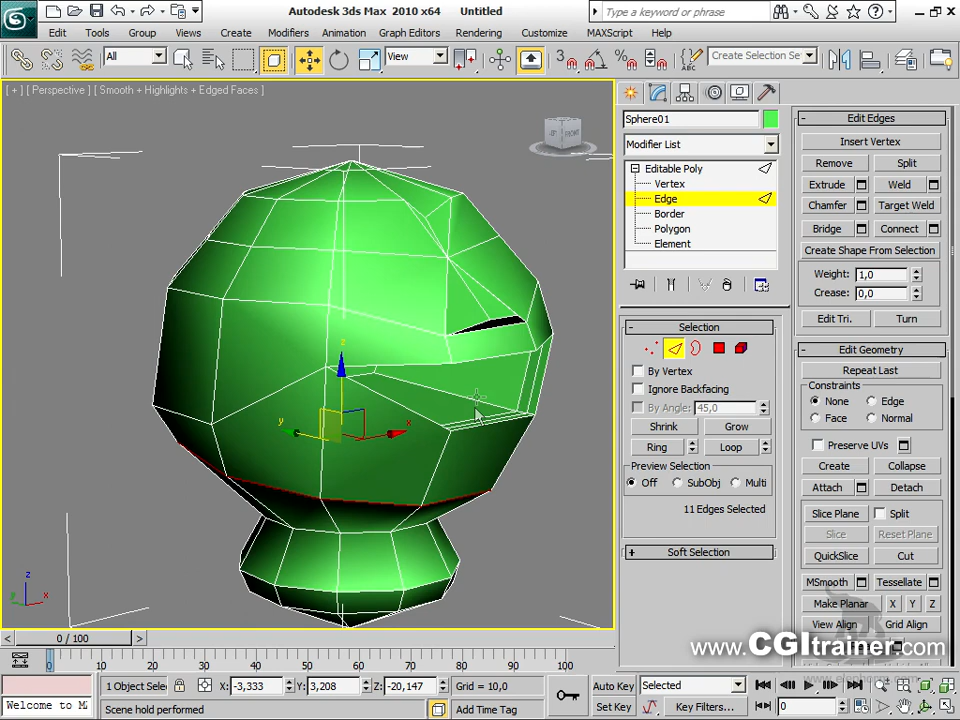 Autodesk 3ds Max 2010 x64 Untitled
Type a keyword or phrase
Edit Tools Group Views Create Modifiers Animation Graph Editors Rendering Customize MAXScript Help
All View 3 Create Selection Se
[ + ] [ Perspective ] [ Smooth + Highlights + Edged Faces ]
FRONT
z
y
x
z
x
Sphere01
Modifier List
Editable Poly
Vertex
Edge
Border
Polygon
Element
Selection
By Vertex
Ignore Backfacing
By Angle: 45,0
Shrink Grow
Ring Loop
Preview Selection
Off SubObj Multi
11 Edges Selected
Soft Selection
Edit Edges
Insert Vertex
Remove Split
Extrude Weld
Chamfer Target Weld
Bridge Connect
Create Shape From Selection
Weight: 1,0
Crease: 0,0
Edit Tri. Turn
Edit Geometry
Repeat Last
Constraints
None Edge
Face Normal
Preserve UVs
Create Collapse
Attach Detach
Slice Plane Split
Slice Reset Plane
QuickSlice Cut
MSmooth Tessellate
Make Planar X Y Z
View Align Grid Align
www.CGItrainer.com
0 / 100
0 10 20 30 40 50 60 70 80 90 100
1 Object Sele X: -3,333 Y: 3,208 Z: -20,147 Grid = 10,0
Auto Key Selected
Welcome to M
Scene hold performed Add Time Tag
Set Key Key Filters... 0